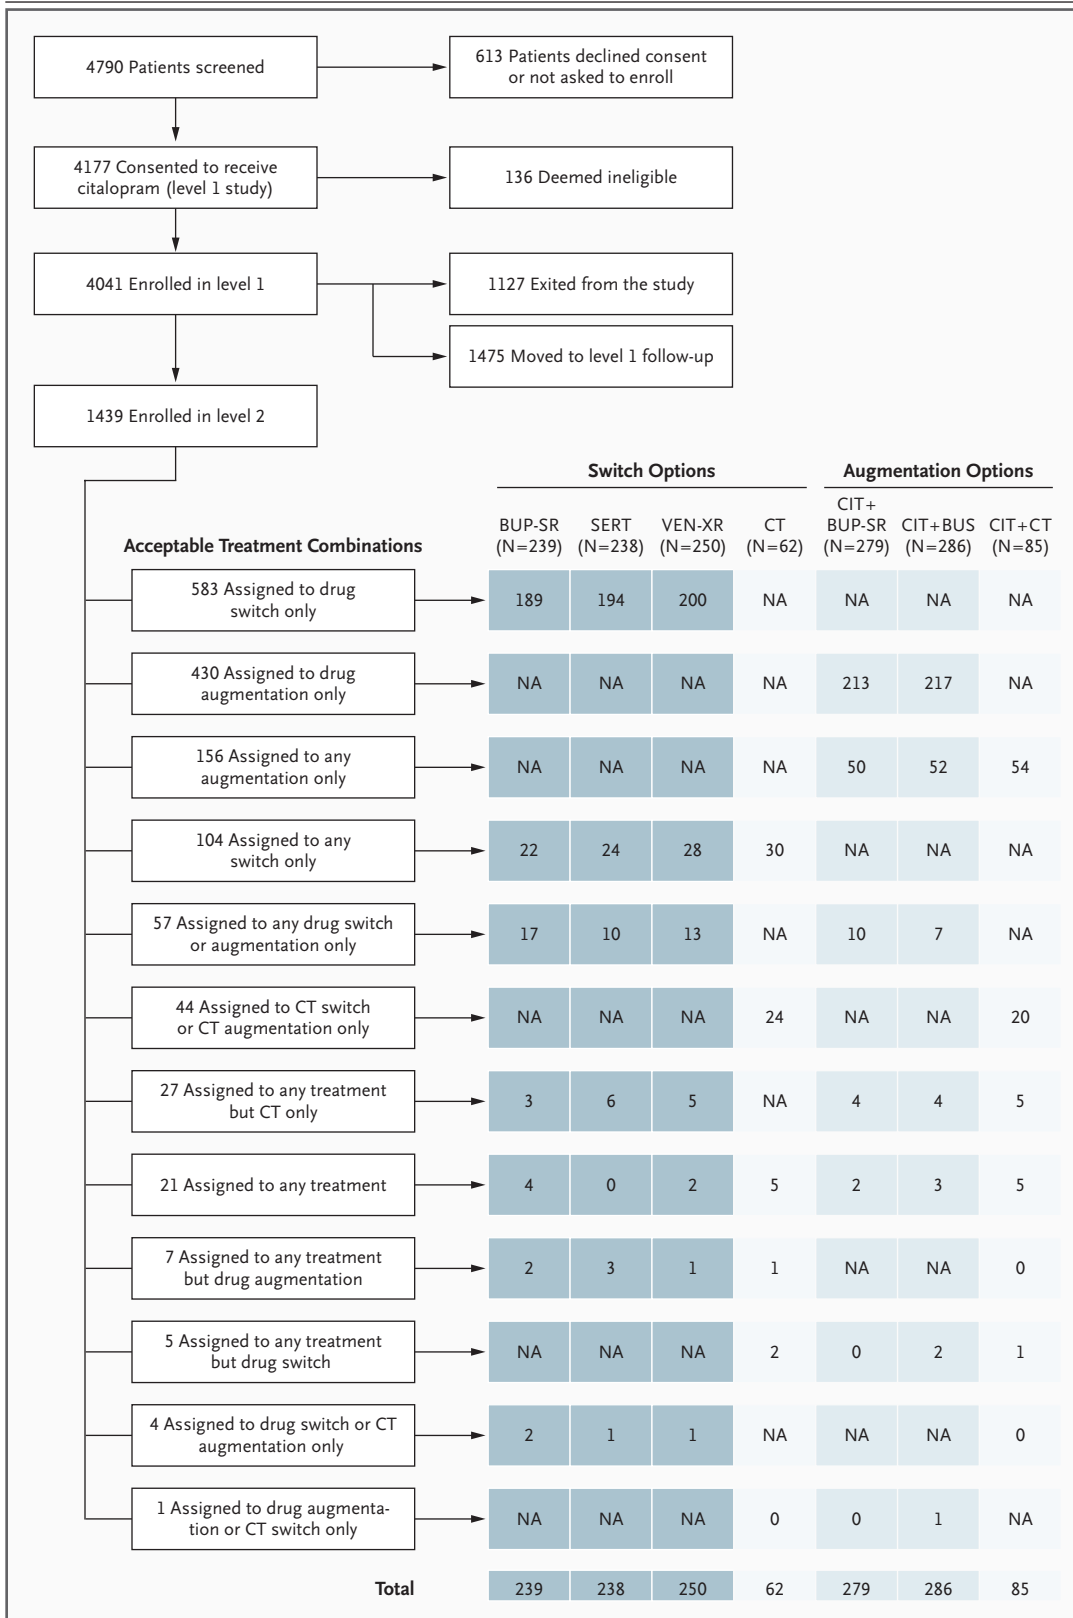 4790 Patients screened
613 Patients declined consent
or not asked to enroll
4177 Consented to receive
citalopram (level 1 study)
136 Deemed ineligible
4041 Enrolled in level 1
1127 Exited from the study
1475 Moved to level 1 follow-up
1439 Enrolled in level 2
Switch Options
Augmentation Options
Acceptable Treatment Combinations
BUP-SR
(N=239)
SERT
(N=238)
VEN-XR
(N=250)
CT
(N=62)
CIT+
BUP-SR
(N=279)
CIT+BUS
(N=286)
CIT+CT
(N=85)
583 Assigned to drug
switch only
189 194 200 NA NA NA NA
430 Assigned to drug
augmentation only
NA NA NA NA 213 217 NA
156 Assigned to any
augmentation only
NA NA NA NA 50 52 54
104 Assigned to any
switch only
22 24 28 30 NA NA NA
57 Assigned to any drug switch
or augmentation only
17 10 13 NA 10 7 NA
44 Assigned to CT switch
or CT augmentation only
NA NA NA 24 NA NA 20
27 Assigned to any treatment
but CT only
3 6 5 NA 4 4 5
21 Assigned to any treatment
4 0 2 5 2 3 5
7 Assigned to any treatment
but drug augmentation
2 3 1 1 NA NA 0
5 Assigned to any treatment
but drug switch
NA NA NA 2 0 2 1
4 Assigned to drug switch or CT
augmentation only
2 1 1 NA NA NA 0
1 Assigned to drug augmenta-
tion or CT switch only
NA NA NA 0 0 1 NA
Total 239 238 250 62 279 286 85